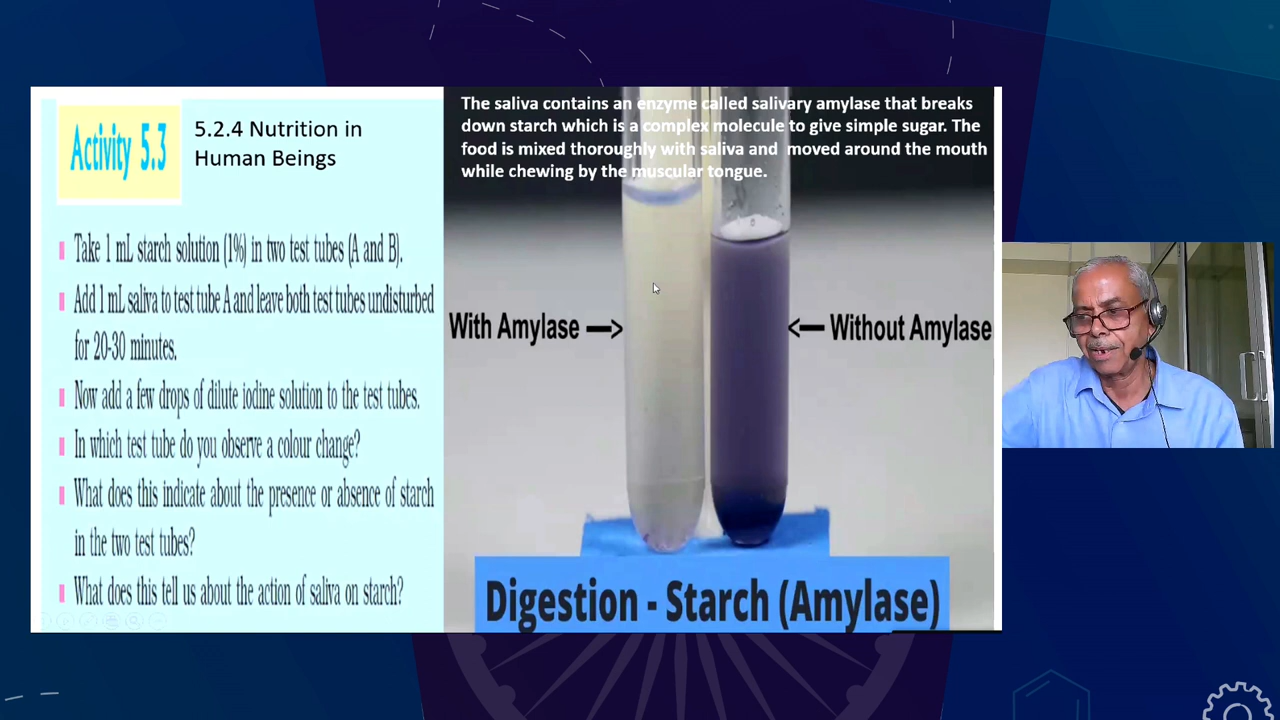 Activity 5.3
5.2.4 Nutrition in
Human Beings
Take 1 mL starch solution (1%) in two test tubes (A and B).
Add 1 mL saliva to test tube A and leave both test tubes undisturbed
for 20-30 minutes.
Now add a few drops of dilute iodine solution to the test tubes.
In which test tube do you observe a colour change?
What does this indicate about the presence or absence of starch
in the two test tubes?
What does this tell us about the action of saliva on starch?
The saliva contains an enzyme called salivary amylase that breaks
down starch which is a complex molecule to give simple sugar. The
food is mixed thoroughly with saliva and moved around the mouth
while chewing by the muscular tongue.
With Amylase
Without Amylase
Digestion - Starch (Amylase)